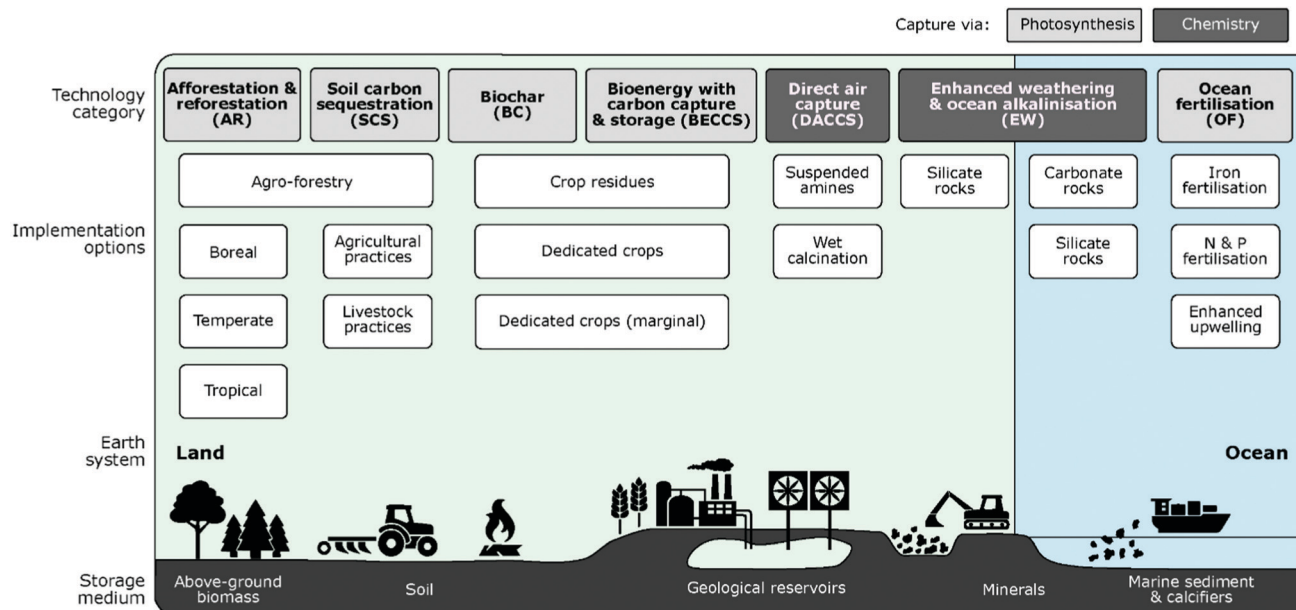 Capture via:
Photosynthesis
Chemistry
Technology
category
Afforestation &
reforestation
(AR)
Soil carbon
sequestration
(SCS)
Biochar
(BC)
Bioenergy with
carbon capture
& storage (BECCS)
Direct air
capture
(DACCS)
Enhanced weathering
& ocean alkalinisation
(EW)
Ocean
fertilisation
(OF)
Implementation
options
Agro-forestry
Crop residues
Suspended
amines
Silicate
rocks
Carbonate
rocks
Iron
fertilisation
Boreal
Agricultural
practices
Dedicated crops
Wet
calcination
Silicate
rocks
N & P
fertilisation
Temperate
Livestock
practices
Dedicated crops (marginal)
Enhanced
upwelling
Tropical
Earth
system
Land
Ocean
Storage
medium
Above-ground
biomass
Soil
Geological reservoirs
Minerals
Marine sediment
& calcifiers